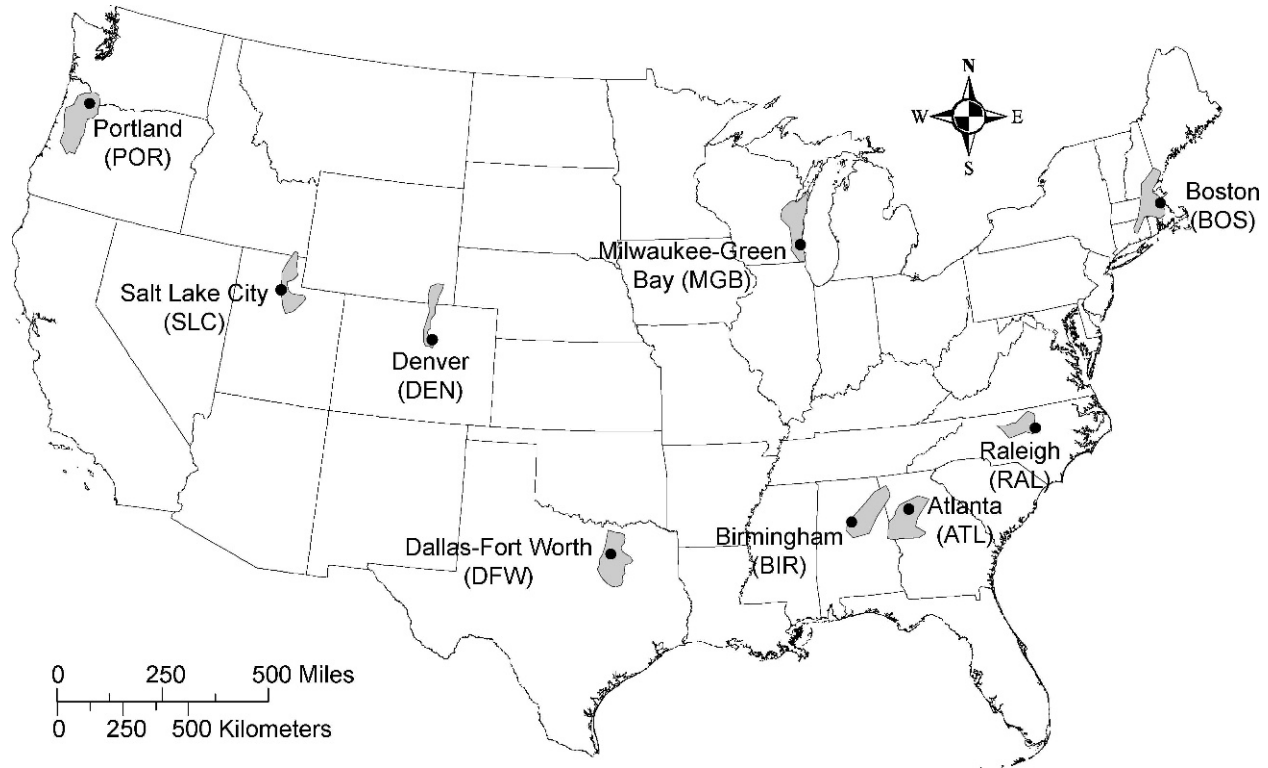 N
W E
S
Portland
(POR)
Boston
(BOS)
Milwaukee-Green
Bay (MGB)
Salt Lake City
(SLC)
Denver
(DEN)
Raleigh
(RAL)
Atlanta
(ATL)
Birmingham
(BIR)
Dallas-Fort Worth
(DFW)
0 250 500 Miles
0 250 500 Kilometers